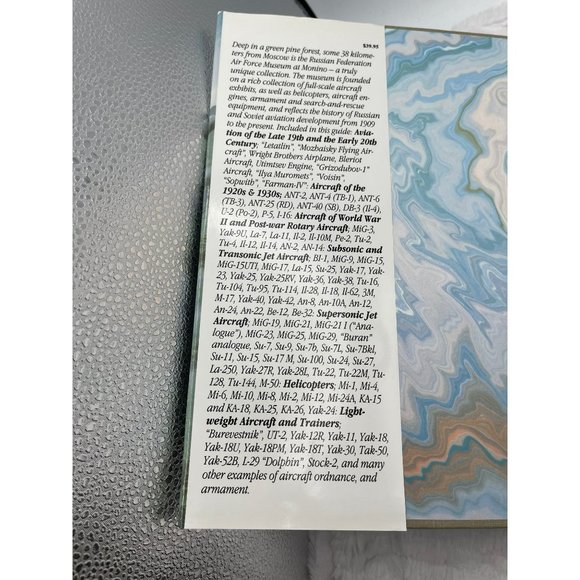 $39.95
Deep in a green pine forest, some 38 kilome-
ters from Moscow is the Russian Federation
Air Force Museum at Monino – a truly
unique collection. The museum is founded
on a rich collection of full-scale aircraft
exhibits, as well as helicopters, aircraft en-
gines, armament and search-and-rescue
equipment, and reflects the history of Russian
and Soviet aviation development from 1909
to the present. Included in this guide: Avia-
tion of the Late 19th and the Early 20th
Century; "Letatlin", "Mozhaisky Flying Air-
craft", Wright Brothers Airplane, Bleriot
Aircraft, Utimtsev Engine, "Grizodubov-1"
Aircraft, "Ilya Muromets", "Voisin",
"Sopwith", "Farman-IV": Aircraft of the
1920s & 1930s; ANT-2, ANT-4 (TB-1), ANT-6
(TB-3), ANT-25 (RD), ANT-40 (SB), DB-3 (Il-4),
U-2 (Po-2), P-5, I-16: Aircraft of World War
II and Post-war Rotary Aircraft; MiG-3,
Yak-9U, La-7, La-11, Il-2, Il-10M, Pe-2, Tu-2,
Tu-4, Il-12, Il-14, AN-2, AN-14: Subsonic and
Transonic Jet Aircraft; BI-1, MiG-9, MiG-15,
MiG-15UTI, MiG-17, La-15, Su-25, Yak-17, Yak-
23, Yak-25, Yak-25RV, Yak-36, Yak-38, Tu-16,
Tu-104, Tu-95, Tu-114, Il-28, Il-18, Il-62, 3M,
M-17, Yak-40, Yak-42, An-8, An-10A, An-12,
An-24, An-22, Be-12, Be-32: Supersonic Jet
Aircraft; MiG-19, MiG-21, MiG-21 I ("Ana-
logue"), MiG-23, MiG-25, MiG-29, "Buran"
analogue, Su-7, Su-9, Su-7b, Su-7L, Su-7Bkl,
Su-11, Su-15, Su-17 M, Su-100, Su-24, Su-27,
La-250, Yak-27R, Yak-28L, Tu-22, Tu-22M, Tu-
128, Tu-144, M-50: Helicopters; Mi-1, Mi-4,
Mi-6, Mi-10, Mi-8, Mi-2, Mi-12, Mi-24A, KA-15
and KA-18, KA-25, KA-26, Yak-24: Light-
weight Aircraft and Trainers;
"Burevestnik", UT-2, Yak-12R, Yak-11, Yak-18,
Yak-18U, Yak-18PM, Yak-18T, Yak-30, Tak-50,
Yak-52B, L-29 "Dolphin", Stock-2, and many
other examples of aircraft ordnance, and
armament.